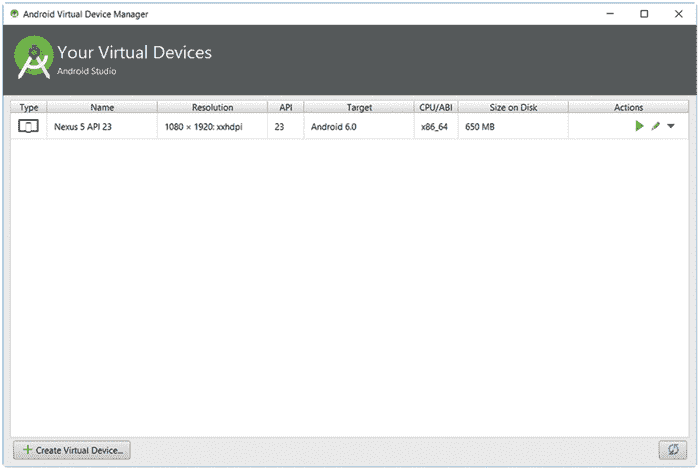 Android Virtual Device Manager
Your Virtual Devices
Android Studio
Type Name Resolution API Target CPU/ABI Size on Disk Actions
Nexus 5 API 23 1080 × 1920: xxhdpi 23 Android 6.0 x86_64 650 MB
+ Create Virtual Device...